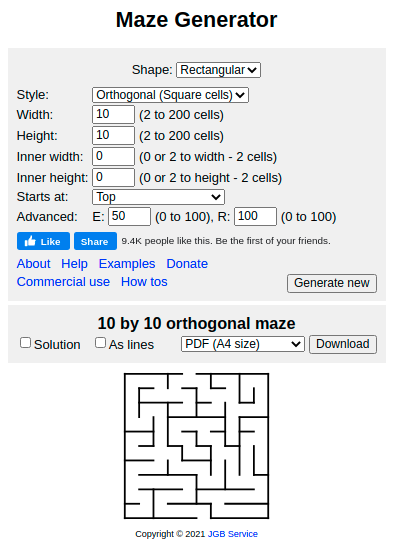 Maze Generator
Shape: Rectangular
Style: Orthogonal (Square cells)
Width: 10 (2 to 200 cells)
Height: 10 (2 to 200 cells)
Inner width: 0 (0 or 2 to width - 2 cells)
Inner height: 0 (0 or 2 to height - 2 cells)
Starts at: Top
Advanced: E: 50 (0 to 100), R: 100 (0 to 100)
Like Share 9.4K people like this. Be the first of your friends.
About Help Examples Donate
Commercial use How tos Generate new
10 by 10 orthogonal maze
Solution As lines PDF (A4 size) Download
Copyright © 2021 JGB Service